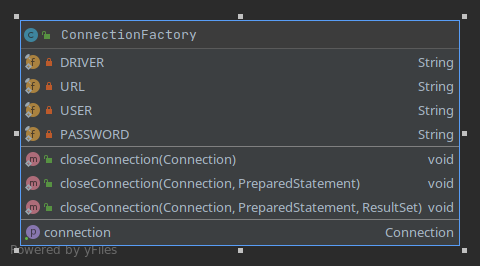 ConnectionFactory
DRIVER String
URL String
USER String
PASSWORD String
closeConnection(Connection) void
closeConnection(Connection, PreparedStatement) void
closeConnection(Connection, PreparedStatement, ResultSet) void
connection Connection
Powered by yFiles